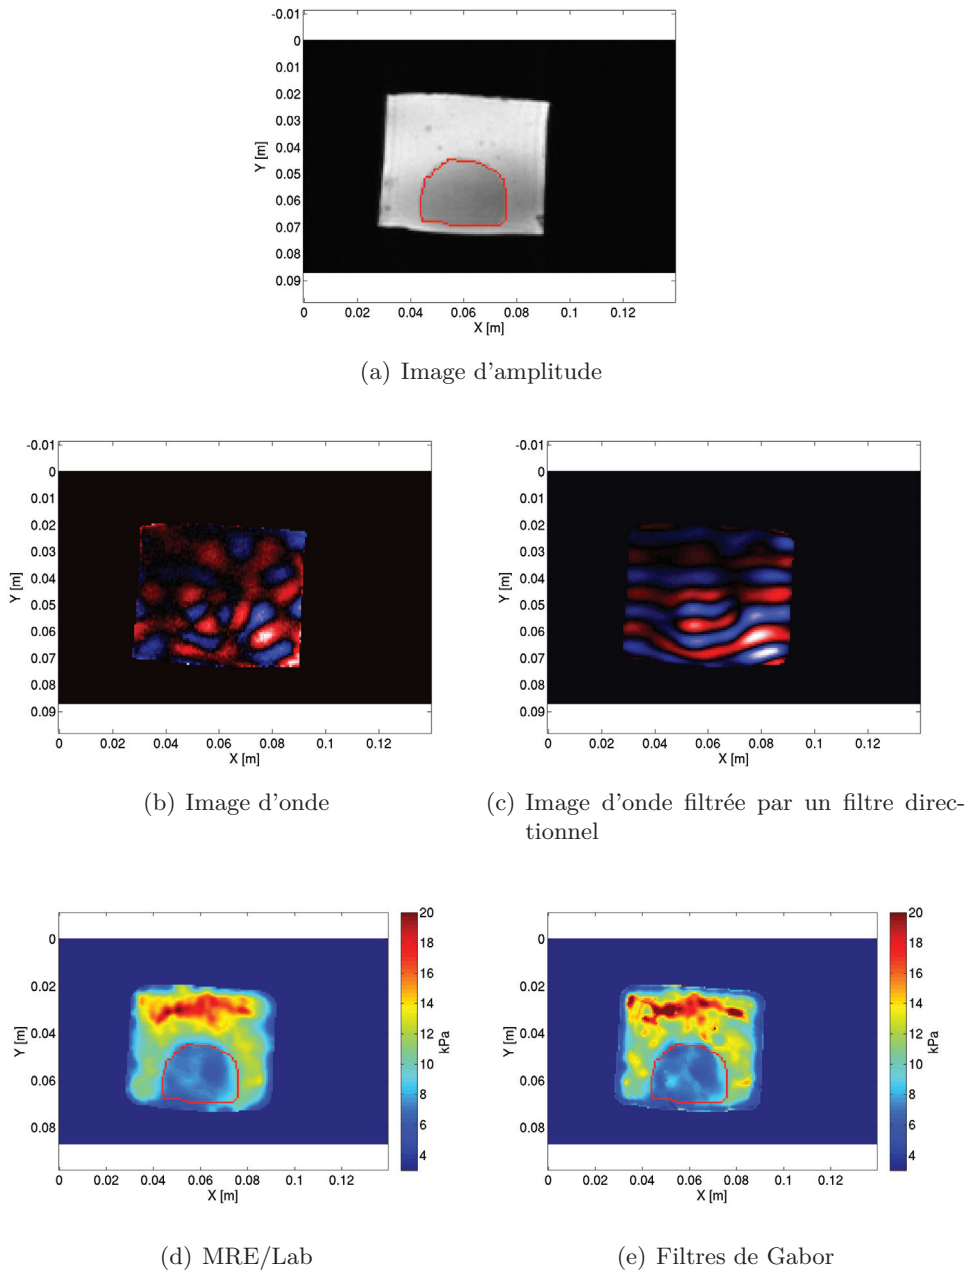 -0.01
0
0.01
0.02
0.03
0.04
0.05
0.06
0.07
0.08
0.09
Y [m]
0 0.02 0.04 0.06 0.08 0.1 0.12
X [m]
(a) Image d'amplitude
-0.01
0
0.01
0.02
0.03
0.04
0.05
0.06
0.07
0.08
0.09
Y [m]
0 0.02 0.04 0.06 0.08 0.1 0.12
X [m]
(b) Image d'onde
-0.01
0
0.01
0.02
0.03
0.04
0.05
0.06
0.07
0.08
0.09
Y [m]
0 0.02 0.04 0.06 0.08 0.1 0.12
X [m]
(c) Image d'onde filtrée par un filtre direc-
tionnel
0
0.02
0.04
0.06
0.08
Y [m]
0 0.02 0.04 0.06 0.08 0.1 0.12
X [m]
20
18
16
14
12
10
8
6
4
kPa
(d) MRE/Lab
0
0.02
0.04
0.06
0.08
Y [m]
0 0.02 0.04 0.06 0.08 0.1 0.12
X [m]
20
18
16
14
12
10
8
6
4
kPa
(e) Filtres de Gabor